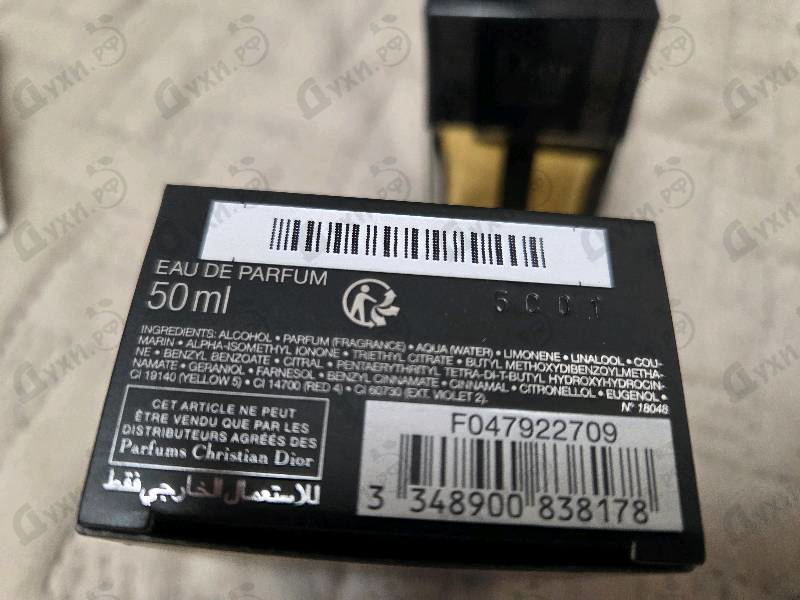 EAU DE PARFUM
50 ml
5C01
INGREDIENTS: ALCOHOL • PARFUM (FRAGRANCE) • AQUA (WATER) • LIMONENE • LINALOOL • COU-
MARIN • ALPHA-ISOMETHYL IONONE • TRIETHYL CITRATE • BUTYL METHOXYDIBENZOYLMETHA-
NE • BENZYL BENZOATE • CITRAL • PENTAERYTHRITYL TETRA-DI-T-BUTYL HYDROXYHYDROCIN-
NAMATE • GERANIOL • FARNESOL • BENZYL CINNAMATE • CINNAMAL • CITRONELLOL • EUGENOL •
CI 19140 (YELLOW 5) • CI 14700 (RED 4) • CI 60730 (EXT. VIOLET 2).
N° 18048
CET ARTICLE NE PEUT
ÊTRE VENDU QUE PAR LES
DISTRIBUTEURS AGRÉÉS DES
Parfums Christian Dior
للاستعمال الخارجي فقط
F047922709
3 348900 838178
Духи.рф